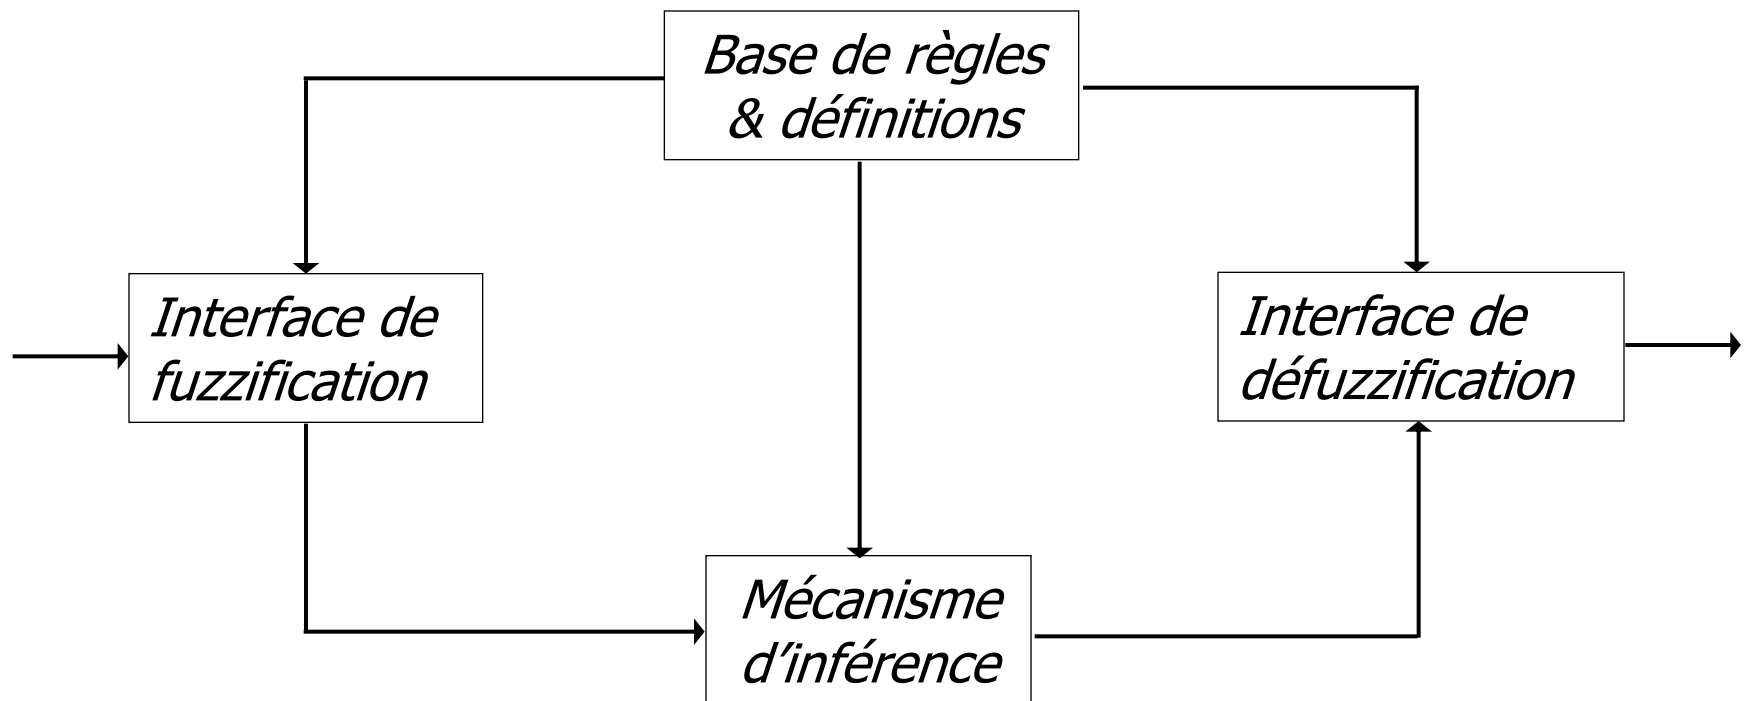 Base de règles
& définitions
Interface de
fuzzification
Interface de
défuzzification
Mécanisme
d’inférence